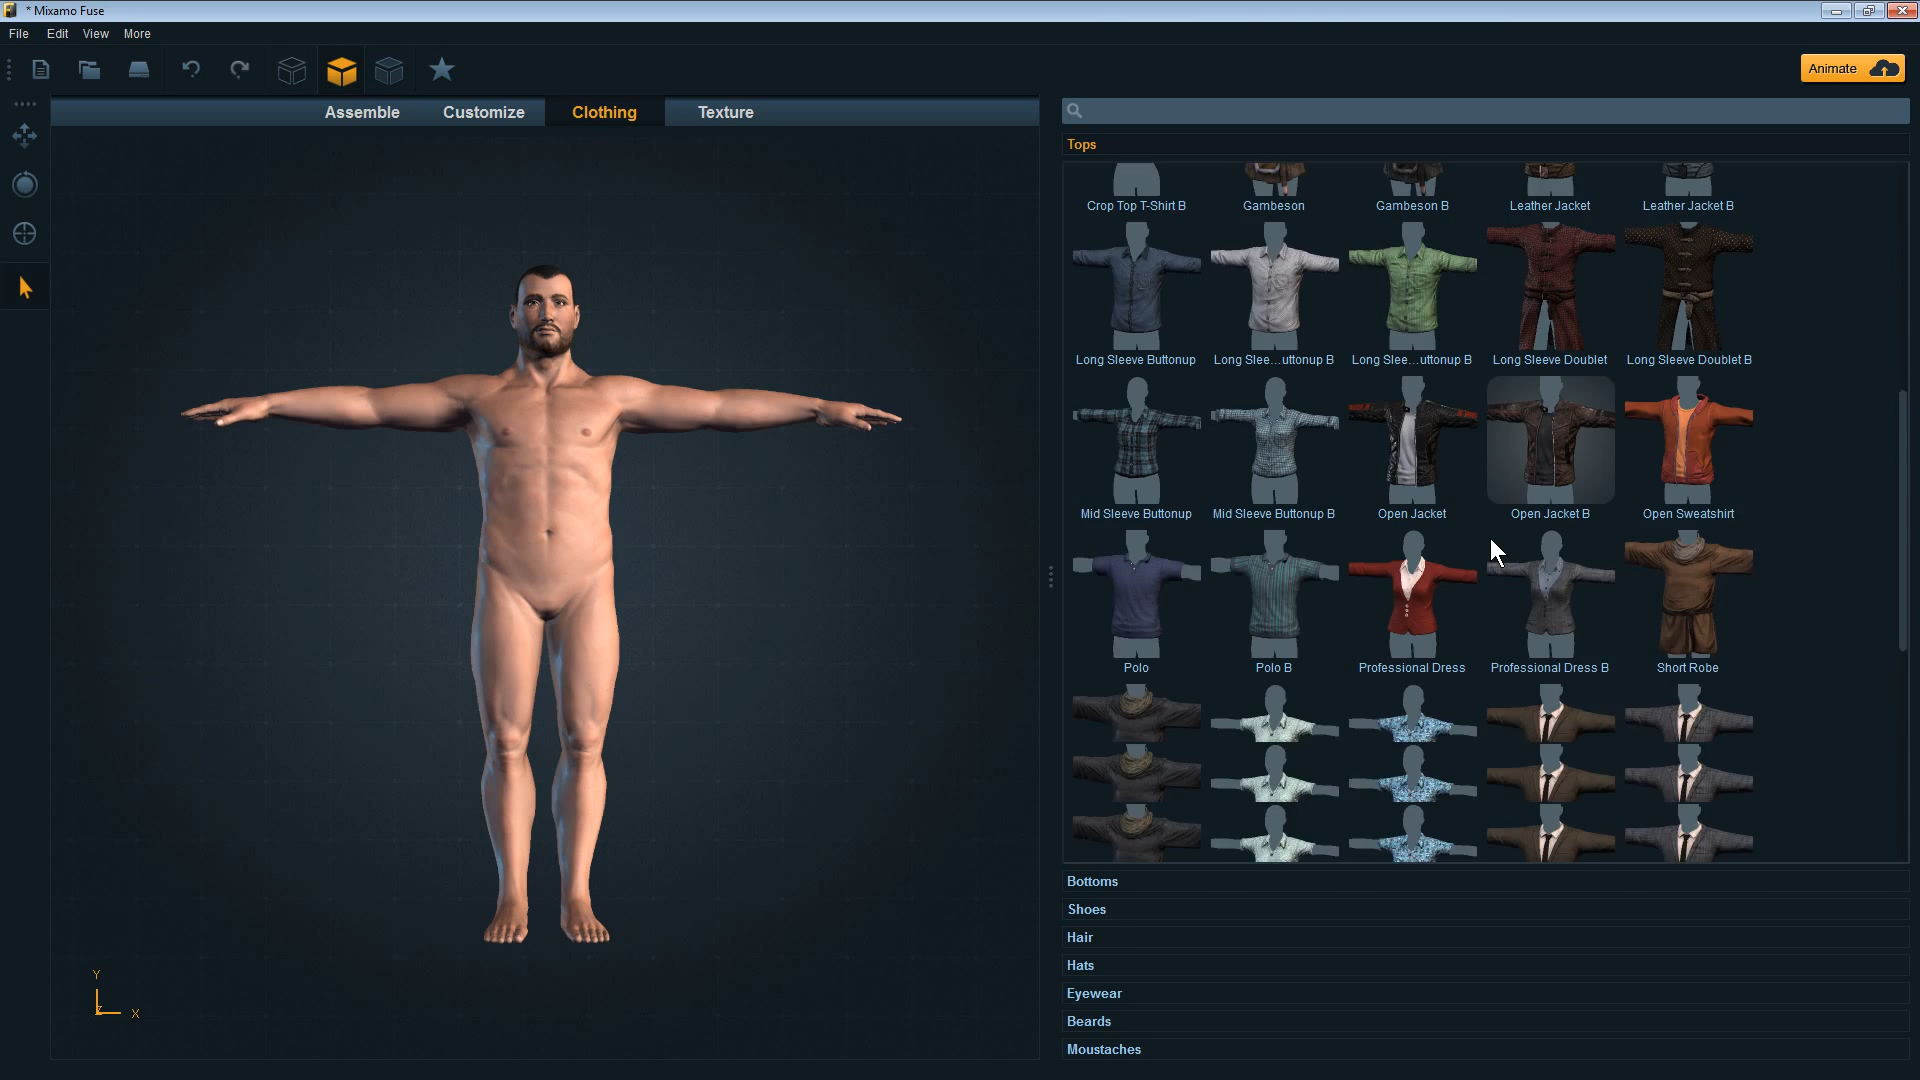 * Mixamo Fuse
File Edit View More
Animate
Assemble Customize Clothing Texture
Tops
Crop Top T-Shirt B Gambeson Gambeson B Leather Jacket Leather Jacket B
Long Sleeve Buttonup Long Slee...uttonup B Long Slee...uttonup B Long Sleeve Doublet Long Sleeve Doublet B
Mid Sleeve Buttonup Mid Sleeve Buttonup B Open Jacket Open Jacket B Open Sweatshirt
Polo Polo B Professional Dress Professional Dress B Short Robe
Bottoms
Shoes
Hair
Hats
Eyewear
Beards
Moustaches
Y
Z
X